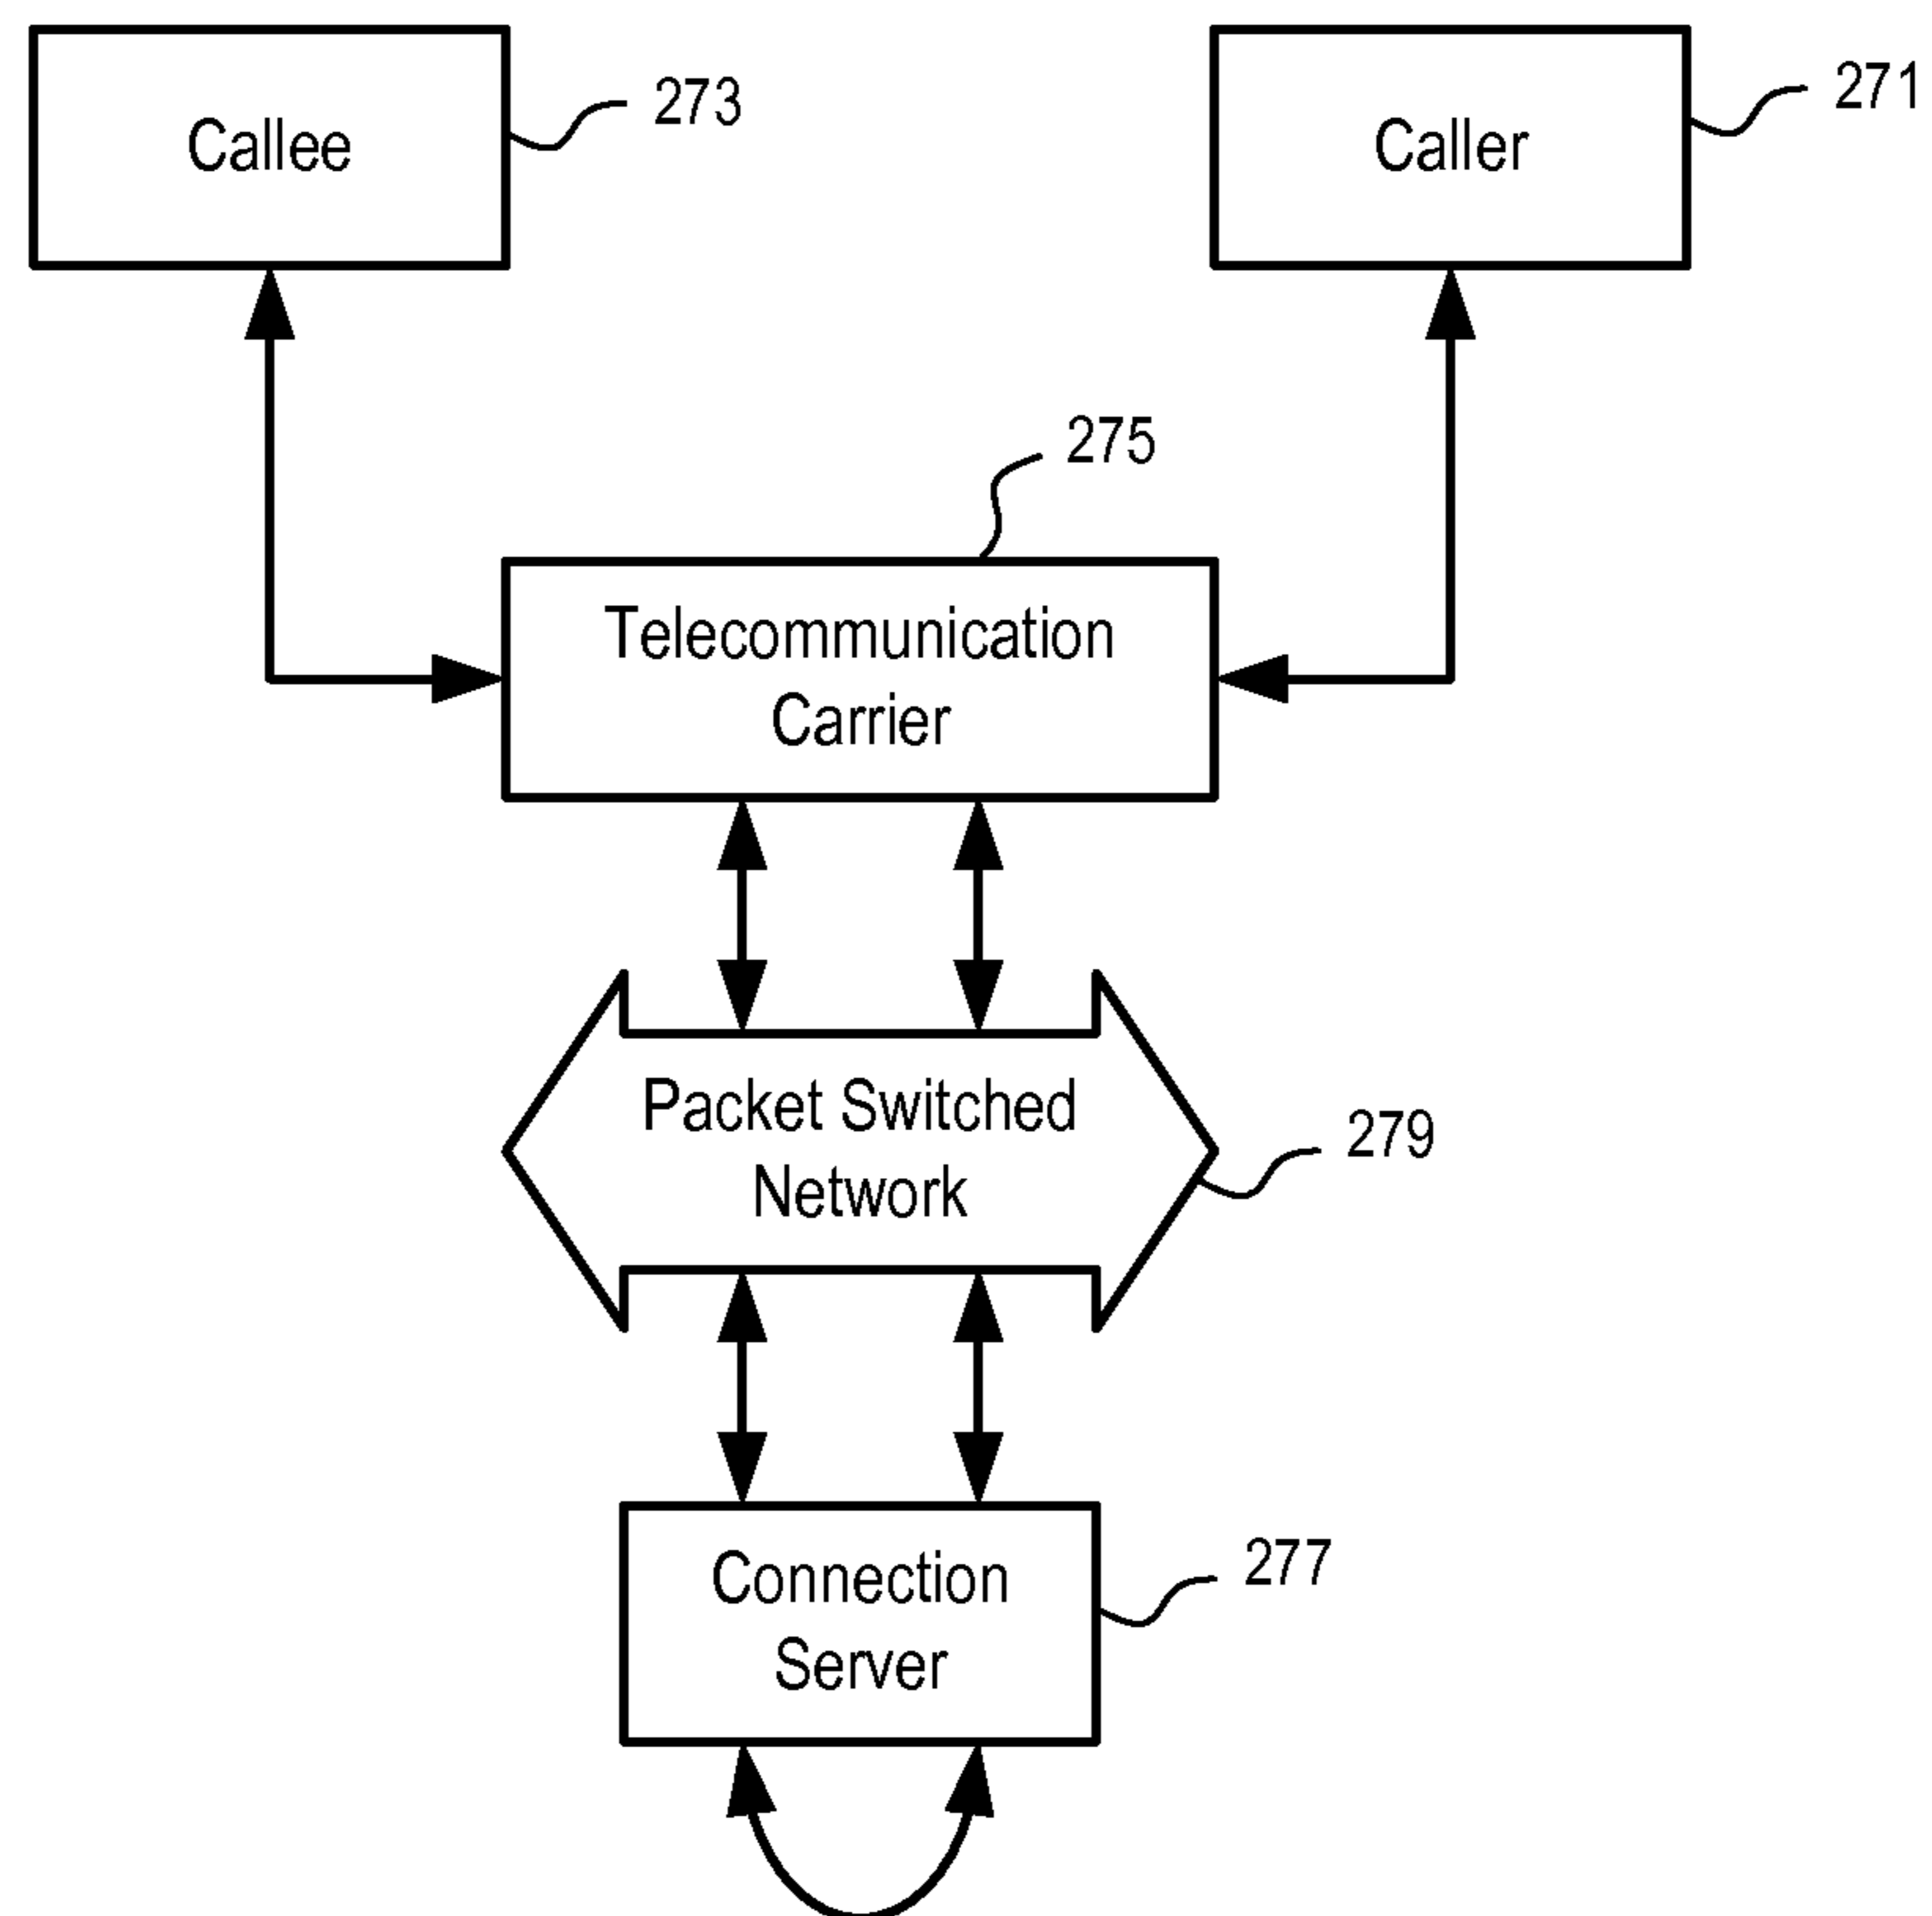 Callee
273
Caller
271
275
Telecommunication
Carrier
Packet Switched
Network
279
Connection
Server
277